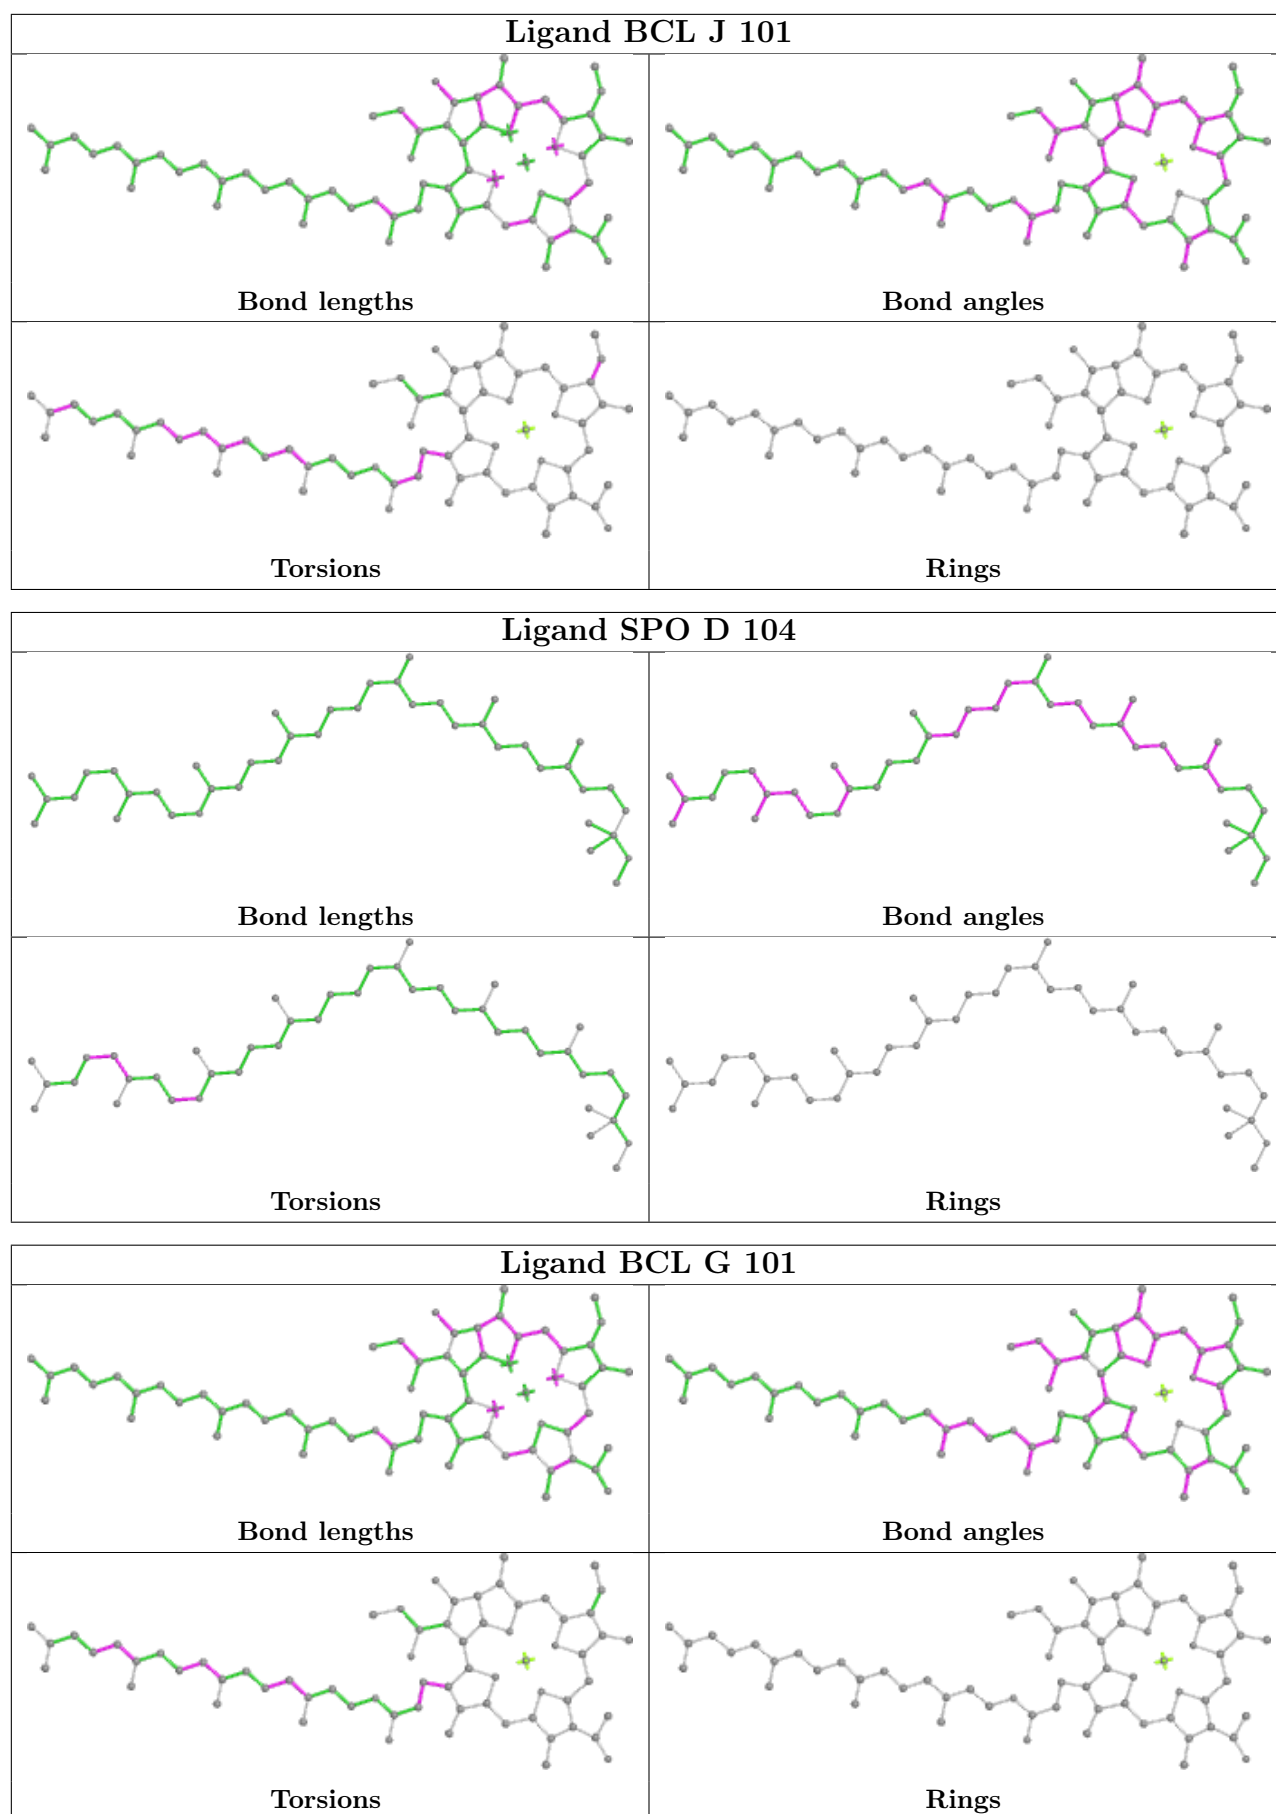 Ligand BCL J 101
Bond lengths
Bond angles
Torsions
Rings
Ligand SPO D 104
Bond lengths
Bond angles
Torsions
Rings
Ligand BCL G 101
Bond lengths
Bond angles
Torsions
Rings